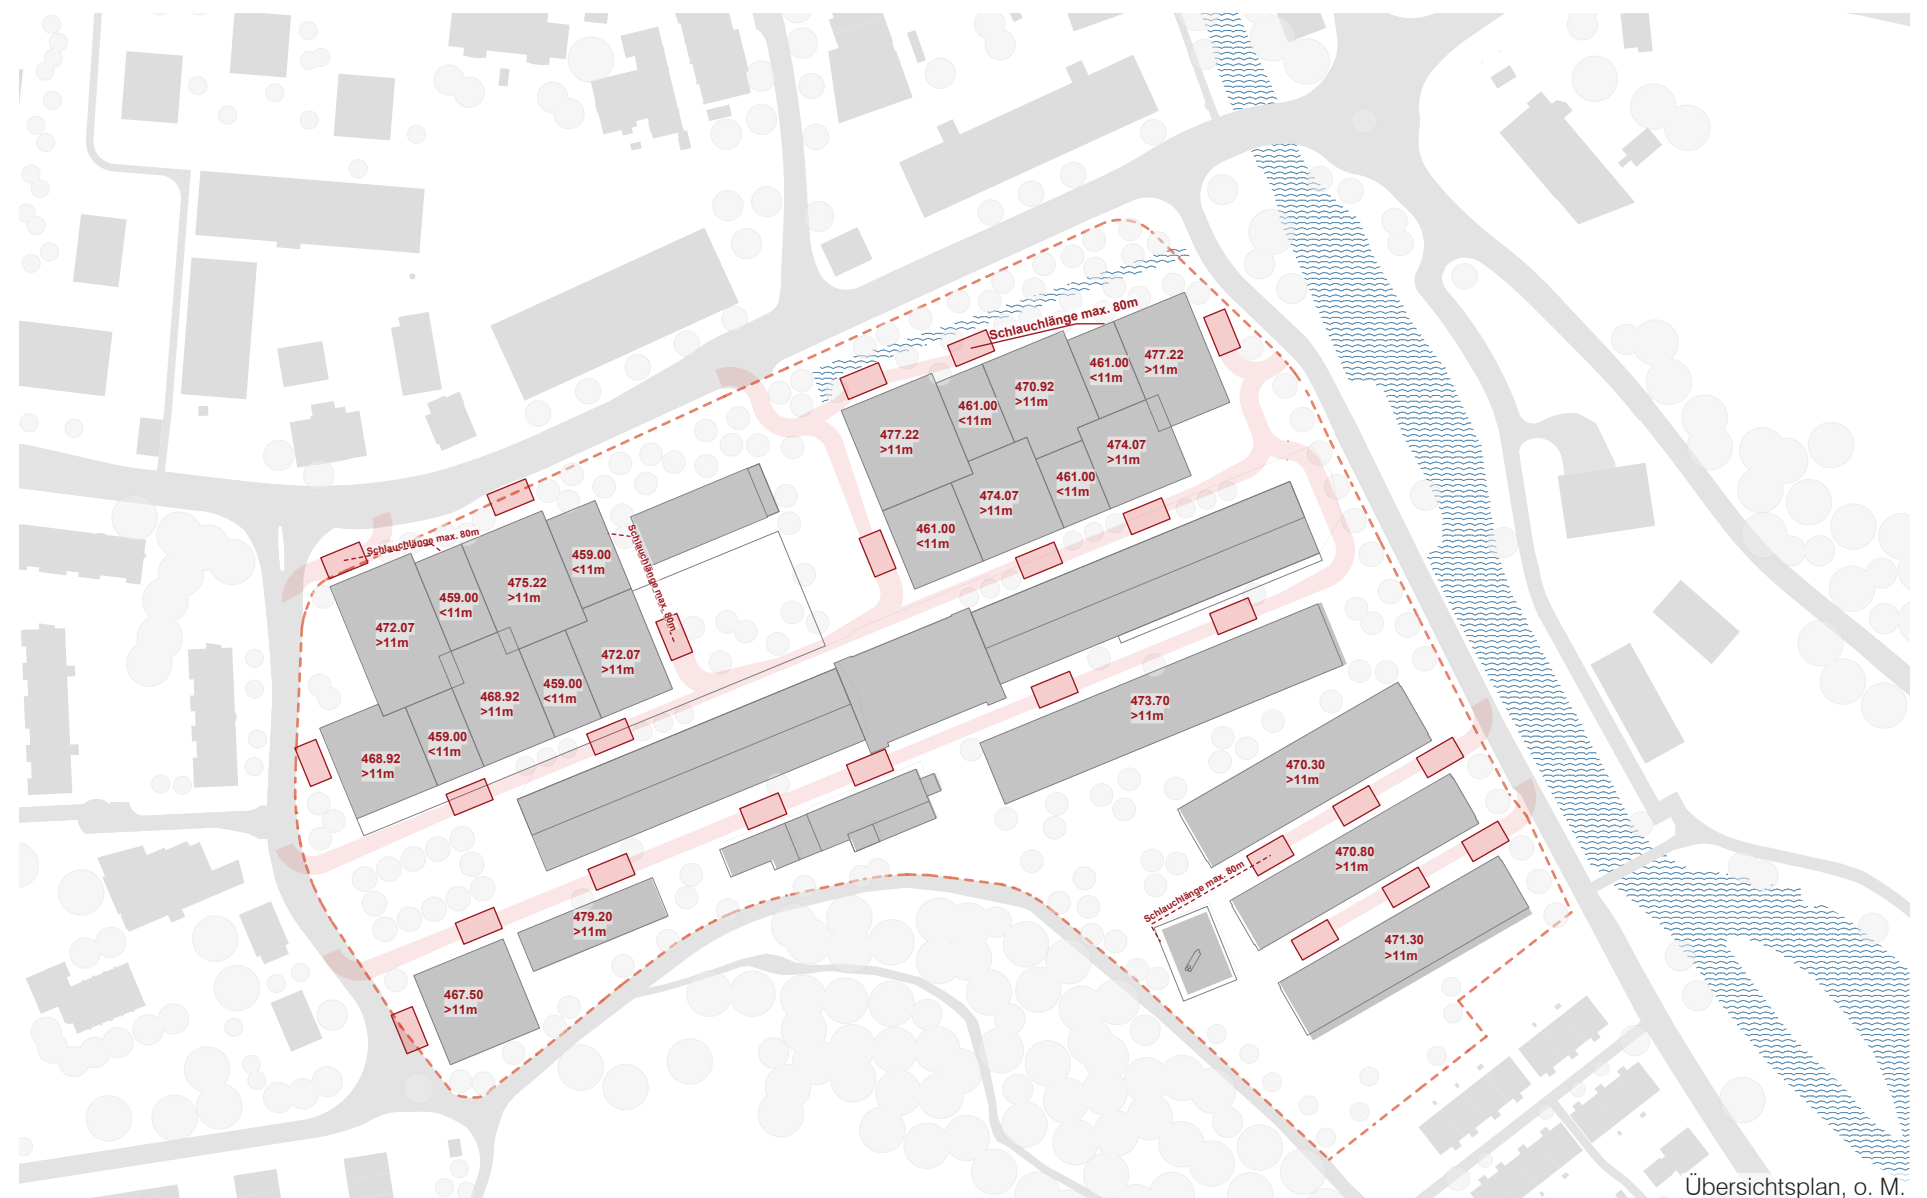 Schlauchlänge max. 80m
477.22
>11m
461.00
<11m
470.92
>11m
461.00
<11m
477.22
>11m
461.00
<11m
474.07
>11m
461.00
<11m
474.07
>11m
Schlauchlänge max. 80m
Schlauchlänge max. 80m
472.07
>11m
459.00
<11m
475.22
>11m
459.00
<11m
468.92
>11m
459.00
<11m
468.92
>11m
459.00
<11m
472.07
>11m
473.70
>11m
470.30
>11m
Schlauchlänge max. 80m
470.80
>11m
471.30
>11m
479.20
>11m
467.50
>11m
Übersichtsplan, o. M.